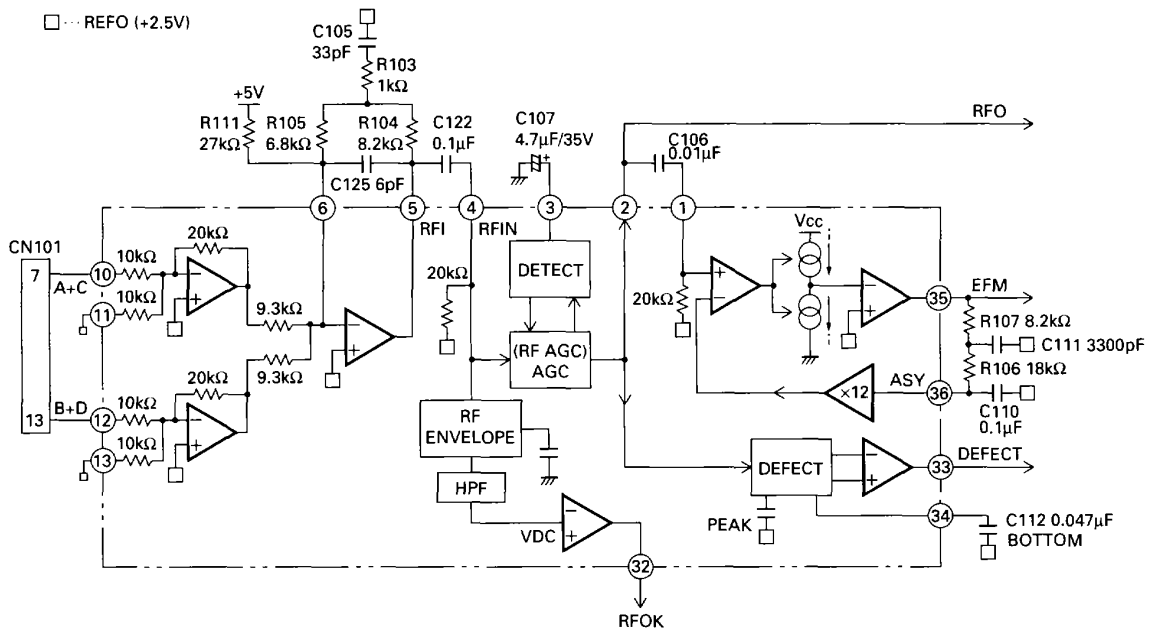 □ ··· REFO (+2.5V)
C105
33pF
R103
1kΩ
+5V
R111
27kΩ
R105
6.8kΩ
R104
8.2kΩ
C122
0.1µF
C125 6pF
C107
4.7µF/35V
+
C106
0.01µF
RFO
6
5
4
3
2
1
RFI
RFIN
CN101
7
A+C
10
10kΩ
20kΩ
−
+
11
10kΩ
9.3kΩ
−
+
9.3kΩ
13
B+D
12
10kΩ
20kΩ
−
+
13
10kΩ
20kΩ
DETECT
(RF AGC)
AGC
RF
ENVELOPE
HPF
VDC
−
+
32
RFOK
20kΩ
+
−
Vcc
−
+
35
EFM
R107 8.2kΩ
C111 3300pF
R106 18kΩ
×12
ASY
36
C110
0.1µF
DEFECT
−
+
33
DEFECT
PEAK
34
C112 0.047µF
BOTTOM